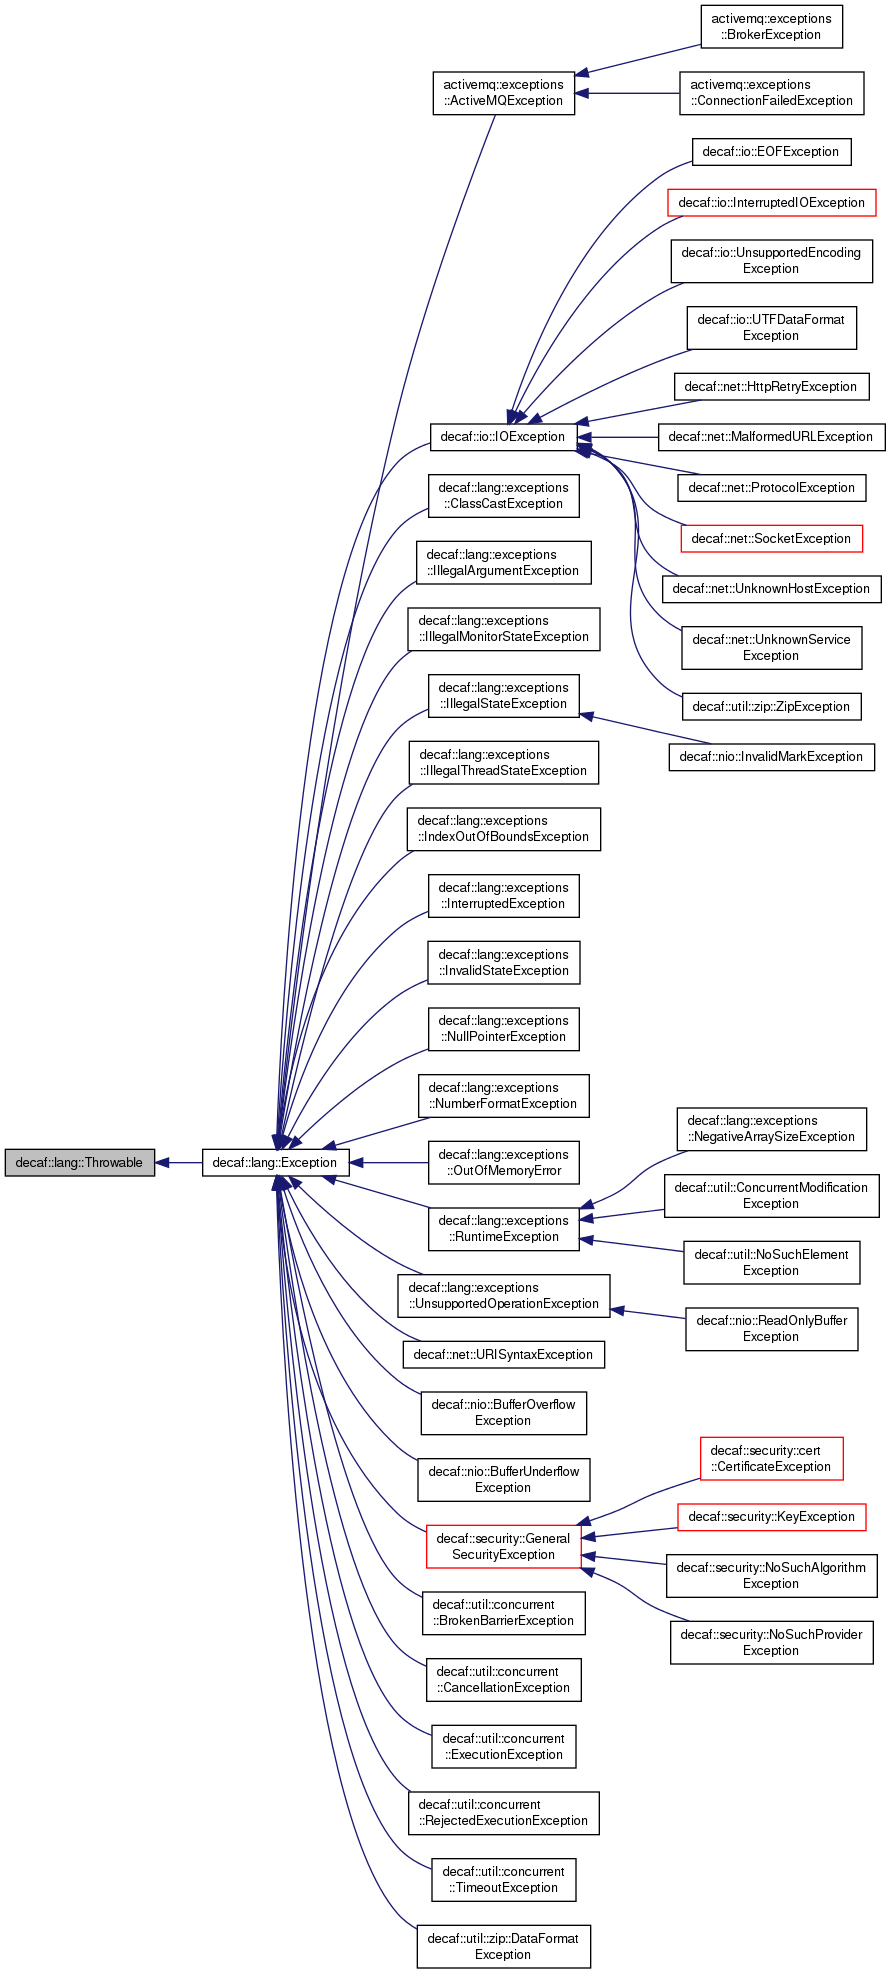 activemq::exceptions
::BrokerException
activemq::exceptions
::ActiveMQException
activemq::exceptions
::ConnectionFailedException
decaf::io::EOFException
decaf::io::InterruptedIOException
decaf::io::UnsupportedEncoding
Exception
decaf::io::UTFDataFormat
Exception
decaf::net::HttpRetryException
decaf::io::IOException
decaf::net::MalformedURLException
decaf::net::ProtocolException
decaf::lang::exceptions
::ClassCastException
decaf::net::SocketException
decaf::lang::exceptions
::IllegalArgumentException
decaf::net::UnknownHostException
decaf::lang::exceptions
::IllegalMonitorStateException
decaf::net::UnknownService
Exception
decaf::lang::exceptions
::IllegalStateException
decaf::util::zip::ZipException
decaf::nio::InvalidMarkException
decaf::lang::exceptions
::IllegalThreadStateException
decaf::lang::exceptions
::IndexOutOfBoundsException
decaf::lang::exceptions
::InterruptedException
decaf::lang::exceptions
::InvalidStateException
decaf::lang::exceptions
::NullPointerException
decaf::lang::exceptions
::NumberFormatException
decaf::lang::exceptions
::NegativeArraySizeException
decaf::lang::Throwable
decaf::lang::Exception
decaf::lang::exceptions
::OutOfMemoryError
decaf::util::ConcurrentModification
Exception
decaf::lang::exceptions
::RuntimeException
decaf::util::NoSuchElement
Exception
decaf::lang::exceptions
::UnsupportedOperationException
decaf::nio::ReadOnlyBuffer
Exception
decaf::net::URISyntaxException
decaf::nio::BufferOverflow
Exception
decaf::security::cert
::CertificateException
decaf::nio::BufferUnderflow
Exception
decaf::security::KeyException
decaf::security::General
SecurityException
decaf::security::NoSuchAlgorithm
Exception
decaf::util::concurrent
::BrokenBarrierException
decaf::security::NoSuchProvider
Exception
decaf::util::concurrent
::CancellationException
decaf::util::concurrent
::ExecutionException
decaf::util::concurrent
::RejectedExecutionException
decaf::util::concurrent
::TimeoutException
decaf::util::zip::DataFormat
Exception